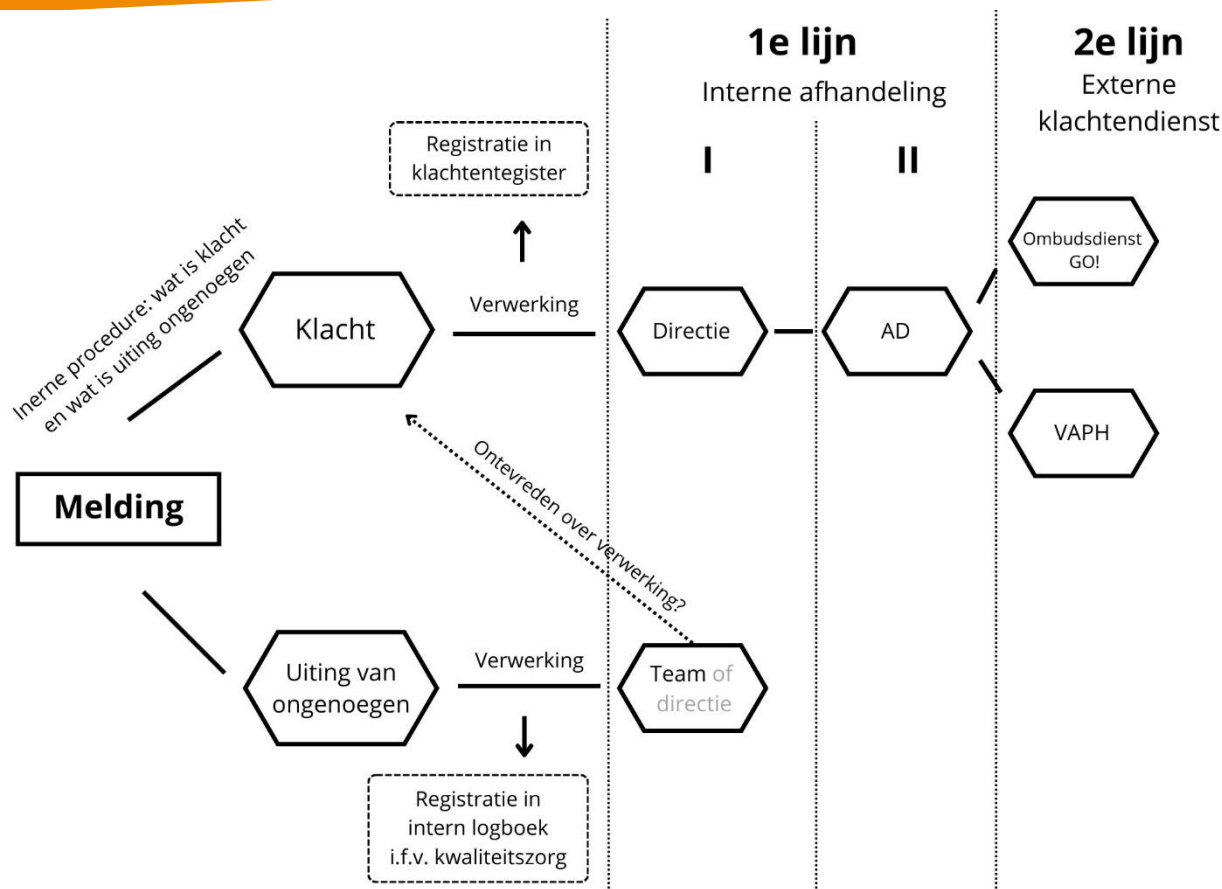 1e lijn
Interne afhandeling
I
II
2e lijn
Externe
klachtendienst
Registratie in
klachtentegister
Inerne procedure: wat is klacht
en wat is uiting ongenoegen
Klacht
Verwerking
Directie
AD
Ombudsdienst
GO!
VAPH
Melding
Ontevreden over verwerking?
Uiting van
ongenoegen
Verwerking
Team of
directie
Registratie in
intern logboek
i.f.v. kwaliteitszorg